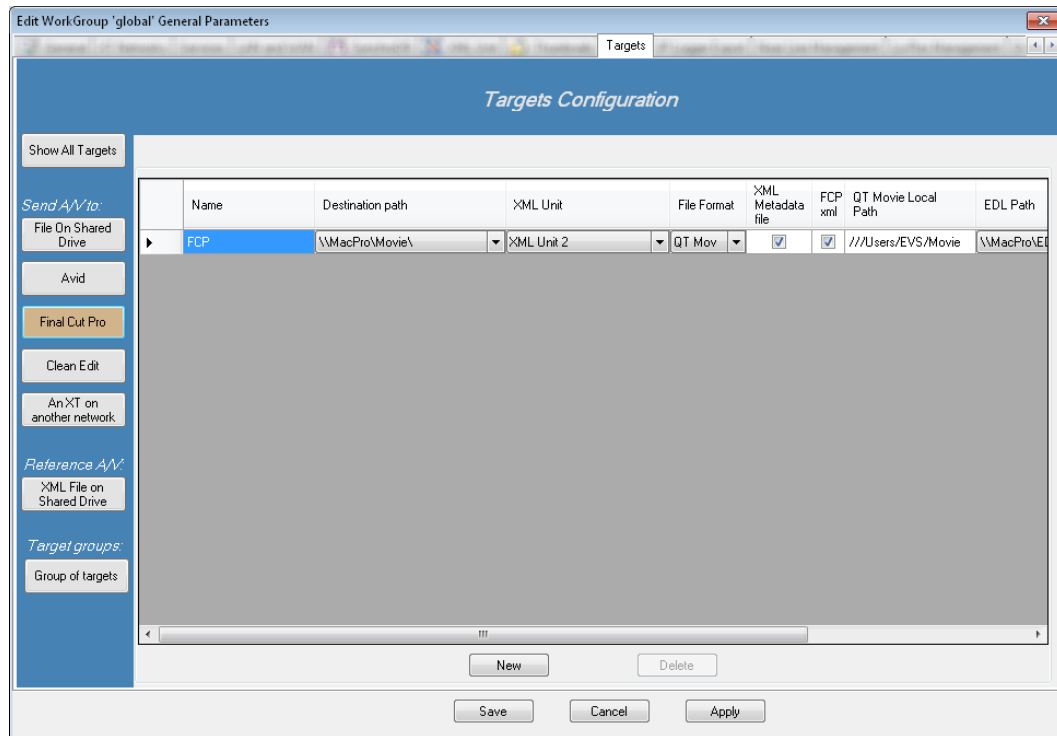 Edit WorkGroup 'global' General Parameters
Targets
Targets Configuration
Show All Targets
Send A/V to:
File On Shared
Drive
Avid
Final Cut Pro
Clean Edit
An XT on
another network
Reference A/V:
XML File on
Shared Drive
Target groups:
Group of targets
Name
Destination path
XML Unit
File Format
XML
Metadata
file
FCP
xml
QT Movie Local
Path
EDL Path
FCP
\\MacPro\Movie\
XML Unit 2
QT Mov
///Users/EVS/Movie
\\MacPro\ED
New
Delete
Save
Cancel
Apply